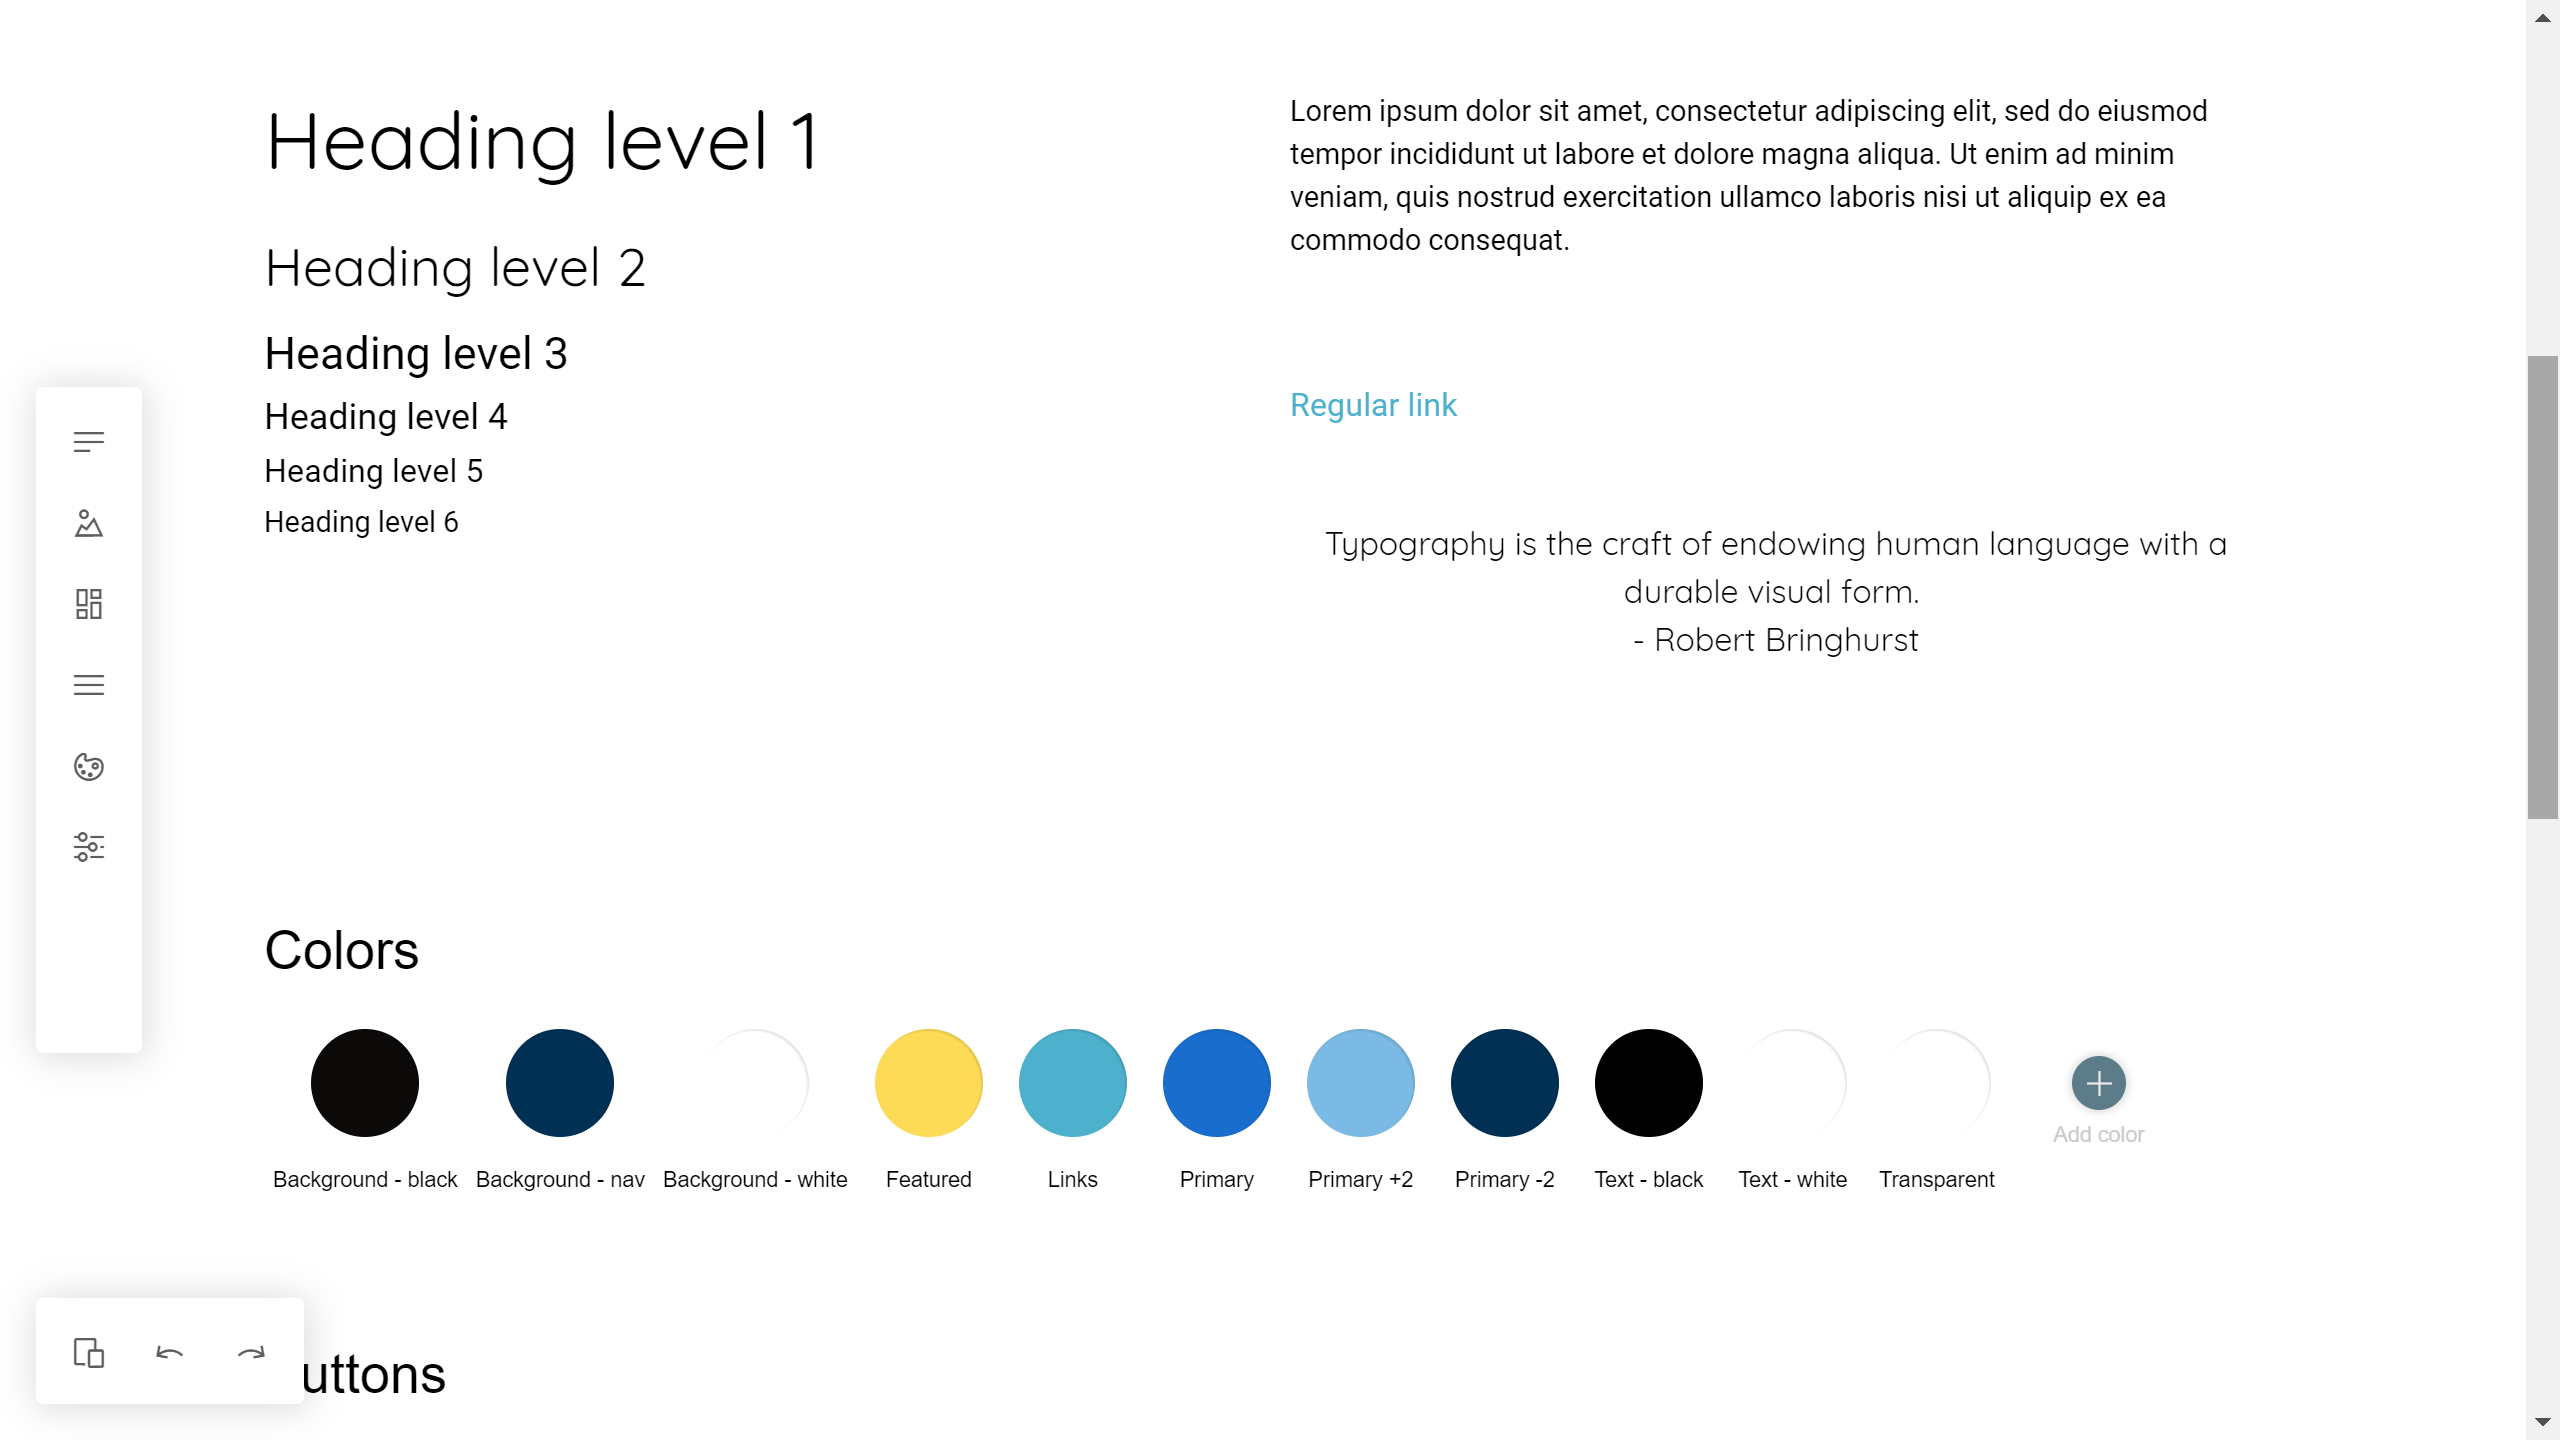 Heading level 1
Heading level 2
Heading level 3
Heading level 4
Heading level 5
Heading level 6
Lorem ipsum dolor sit amet, consectetur adipiscing elit, sed do eiusmod
tempor incididunt ut labore et dolore magna aliqua. Ut enim ad minim
veniam, quis nostrud exercitation ullamco laboris nisi ut aliquip ex ea
commodo consequat.
Regular link
Typography is the craft of endowing human language with a
durable visual form.
- Robert Bringhurst
Colors
Background - black
Background - nav
Background - white
Featured
Links
Primary
Primary +2
Primary -2
Text - black
Text - white
Transparent
Add color
uttons